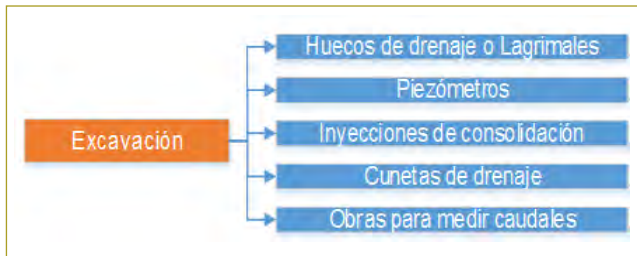 Huecos de drenaje o Lagrimales
Piezómetros
Excavación
Inyecciones de consolidación
Cunetas de drenaje
Obras para medir caudales